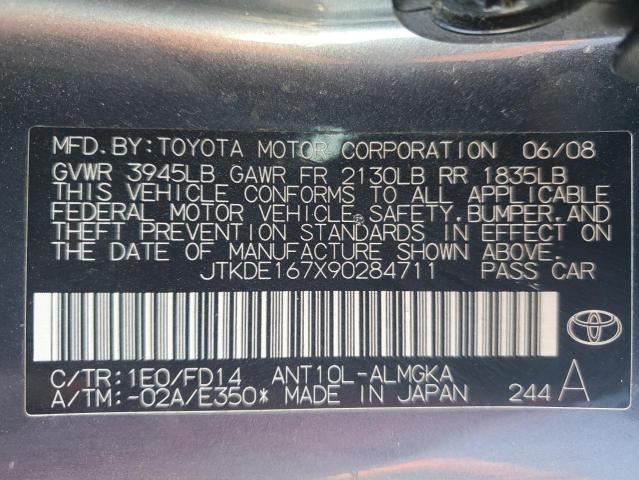 MFD. BY: TOYOTA MOTOR CORPORATION 06/08
GVWR 3945LB GAWR FR 2130LB RR 1835LB
THIS VEHICLE CONFORMS TO ALL APPLICABLE
FEDERAL MOTOR VEHICLE SAFETY, BUMPER, AND
THEFT PREVENTION STANDARDS IN EFFECT ON
THE DATE OF MANUFACTURE SHOWN ABOVE.
JTKDE167X90284711 PASS CAR
C/TR:1E0/FD14 ANT10L-ALMGKA
A/TM:-02A/E350* MADE IN JAPAN 244 A